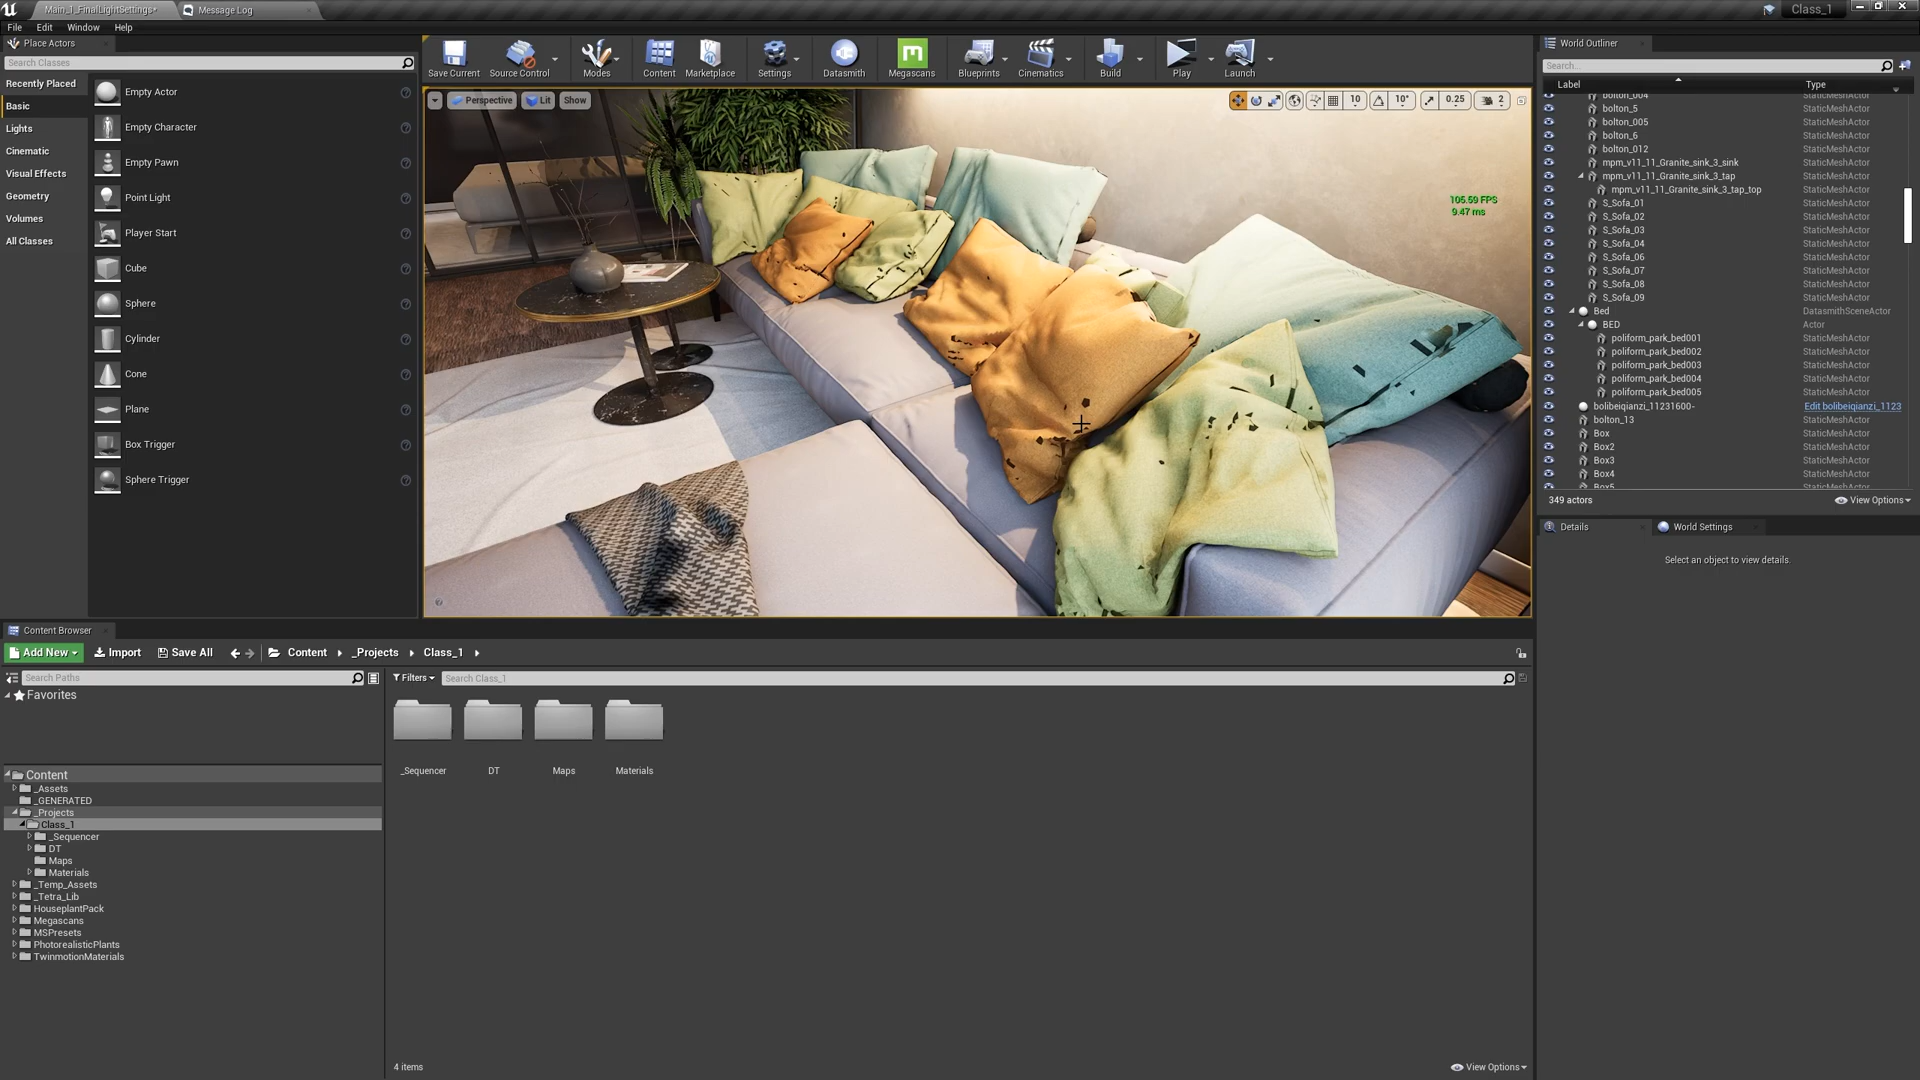 Main_1_FinalLightSettings*
Message Log
Class_1
File
Edit
Window
Help
Place Actors
Search Classes
Recently Placed
Basic
Lights
Cinematic
Visual Effects
Geometry
Volumes
All Classes
Empty Actor
Empty Character
Empty Pawn
Point Light
Player Start
Cube
Sphere
Cylinder
Cone
Plane
Box Trigger
Sphere Trigger
Save Current
Source Control
Modes
Content
Marketplace
Settings
Datasmith
Megascans
Blueprints
Cinematics
Build
Play
Launch
Perspective
Lit
Show
10
10°
0.25
2
106.59 FPS
9.47 ms
World Outliner
Search...
Label
Type
bolton_004 StaticMeshActor
bolton_5 StaticMeshActor
bolton_005 StaticMeshActor
bolton_6 StaticMeshActor
bolton_012 StaticMeshActor
mpm_v11_11_Granite_sink_3_sink StaticMeshActor
mpm_v11_11_Granite_sink_3_tap StaticMeshActor
mpm_v11_11_Granite_sink_3_tap_top StaticMeshActor
S_Sofa_01 StaticMeshActor
S_Sofa_02 StaticMeshActor
S_Sofa_03 StaticMeshActor
S_Sofa_04 StaticMeshActor
S_Sofa_06 StaticMeshActor
S_Sofa_07 StaticMeshActor
S_Sofa_08 StaticMeshActor
S_Sofa_09 StaticMeshActor
Bed DatasmithSceneActor
BED Actor
poliform_park_bed001 StaticMeshActor
poliform_park_bed002 StaticMeshActor
poliform_park_bed003 StaticMeshActor
poliform_park_bed004 StaticMeshActor
poliform_park_bed005 StaticMeshActor
bolibeiqianzi_11231600- Edit bolibeiqianzi_1123
bolton_13 StaticMeshActor
Box StaticMeshActor
Box2 StaticMeshActor
Box3 StaticMeshActor
Box4 StaticMeshActor
Box5 StaticMeshActor
349 actors
View Options
Details
World Settings
Select an object to view details.
Content Browser
Add New
Import
Save All
Content
_Projects
Class_1
Search Paths
Favorites
Filters
Search Class_1
Content
_Assets
_GENERATED
_Projects
Class_1
_Sequencer
DT
Maps
Materials
_Temp_Assets
_Tetra_Lib
HouseplantPack
Megascans
MSPresets
PhotorealisticPlants
TwinmotionMaterials
_Sequencer
DT
Maps
Materials
4 items
View Options